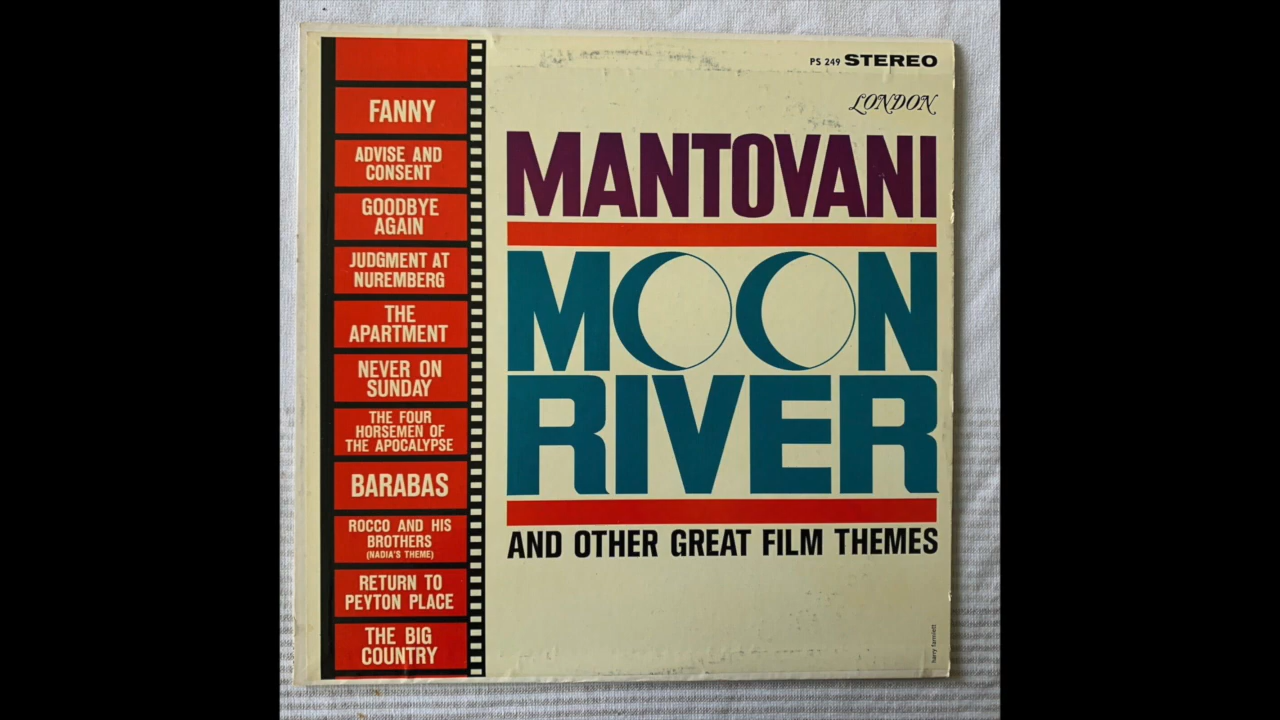 PS 249 STEREO
LONDON
MANTOVANI
MOON
RIVER
AND OTHER GREAT FILM THEMES
FANNY
ADVISE AND
CONSENT
GOODBYE
AGAIN
JUDGMENT AT
NUREMBERG
THE
APARTMENT
NEVER ON
SUNDAY
THE FOUR
HORSEMEN OF
THE APOCALYPSE
BARABAS
ROCCO AND HIS
BROTHERS
(NADIA'S THEME)
RETURN TO
PEYTON PLACE
THE BIG
COUNTRY
harry farmlett